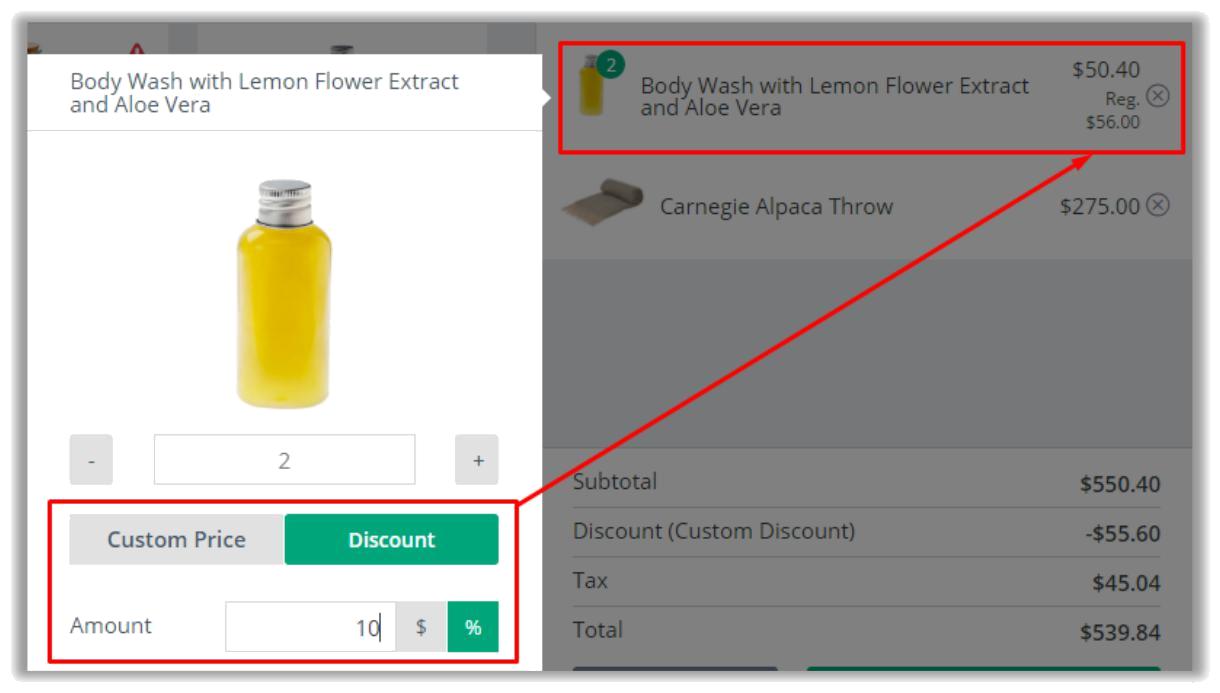 Body Wash with Lemon Flower Extract
and Aloe Vera
-
2
+
Custom Price
Discount
Amount
10
$
%
2
Body Wash with Lemon Flower Extract
and Aloe Vera
$50.40
Reg.
$56.00
Carnegie Alpaca Throw
$275.00
Subtotal
$550.40
Discount (Custom Discount)
-$55.60
Tax
$45.04
Total
$539.84